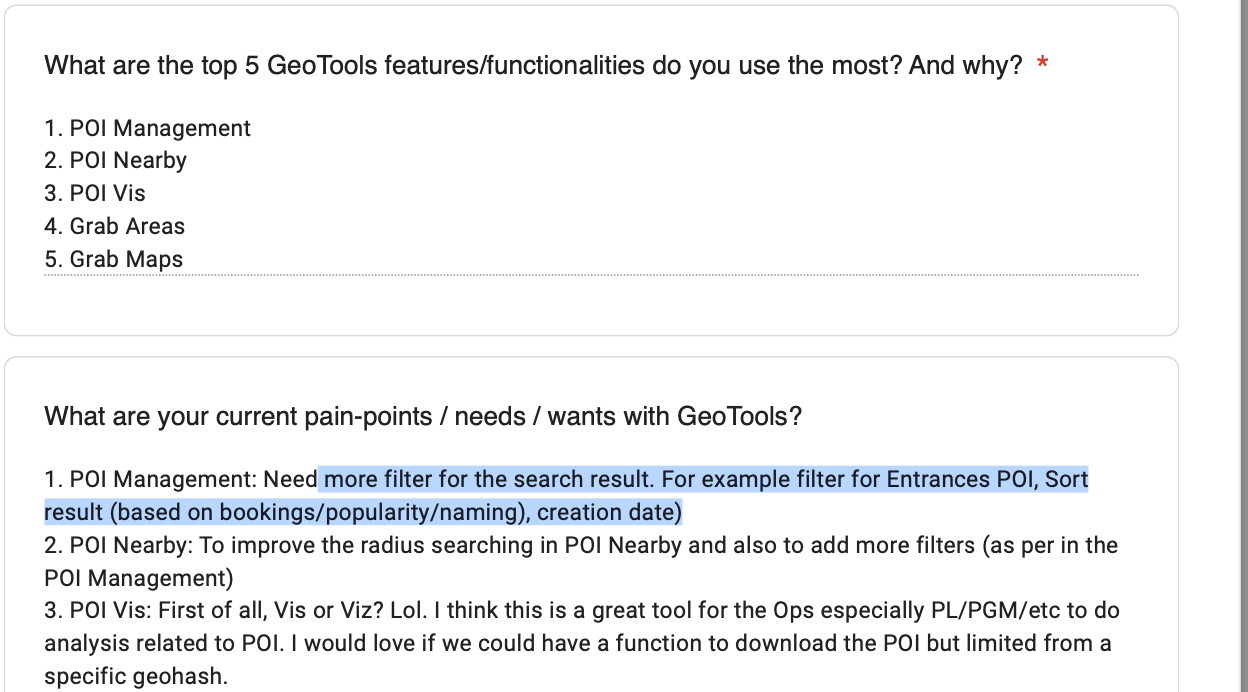 What are the top 5 GeoTools features/functionalities do you use the most? And why? *
1. POI Management
2. POI Nearby
3. POI Vis
4. Grab Areas
5. Grab Maps
What are your current pain-points / needs / wants with GeoTools?
1. POI Management: Need more filter for the search result. For example filter for Entrances POI, Sort
result (based on bookings/popularity/naming), creation date)
2. POI Nearby: To improve the radius searching in POI Nearby and also to add more filters (as per in the
POI Management)
3. POI Vis: First of all, Vis or Viz? Lol. I think this is a great tool for the Ops especially PL/PGM/etc to do
analysis related to POI. I would love if we could have a function to download the POI but limited from a
specific geohash.